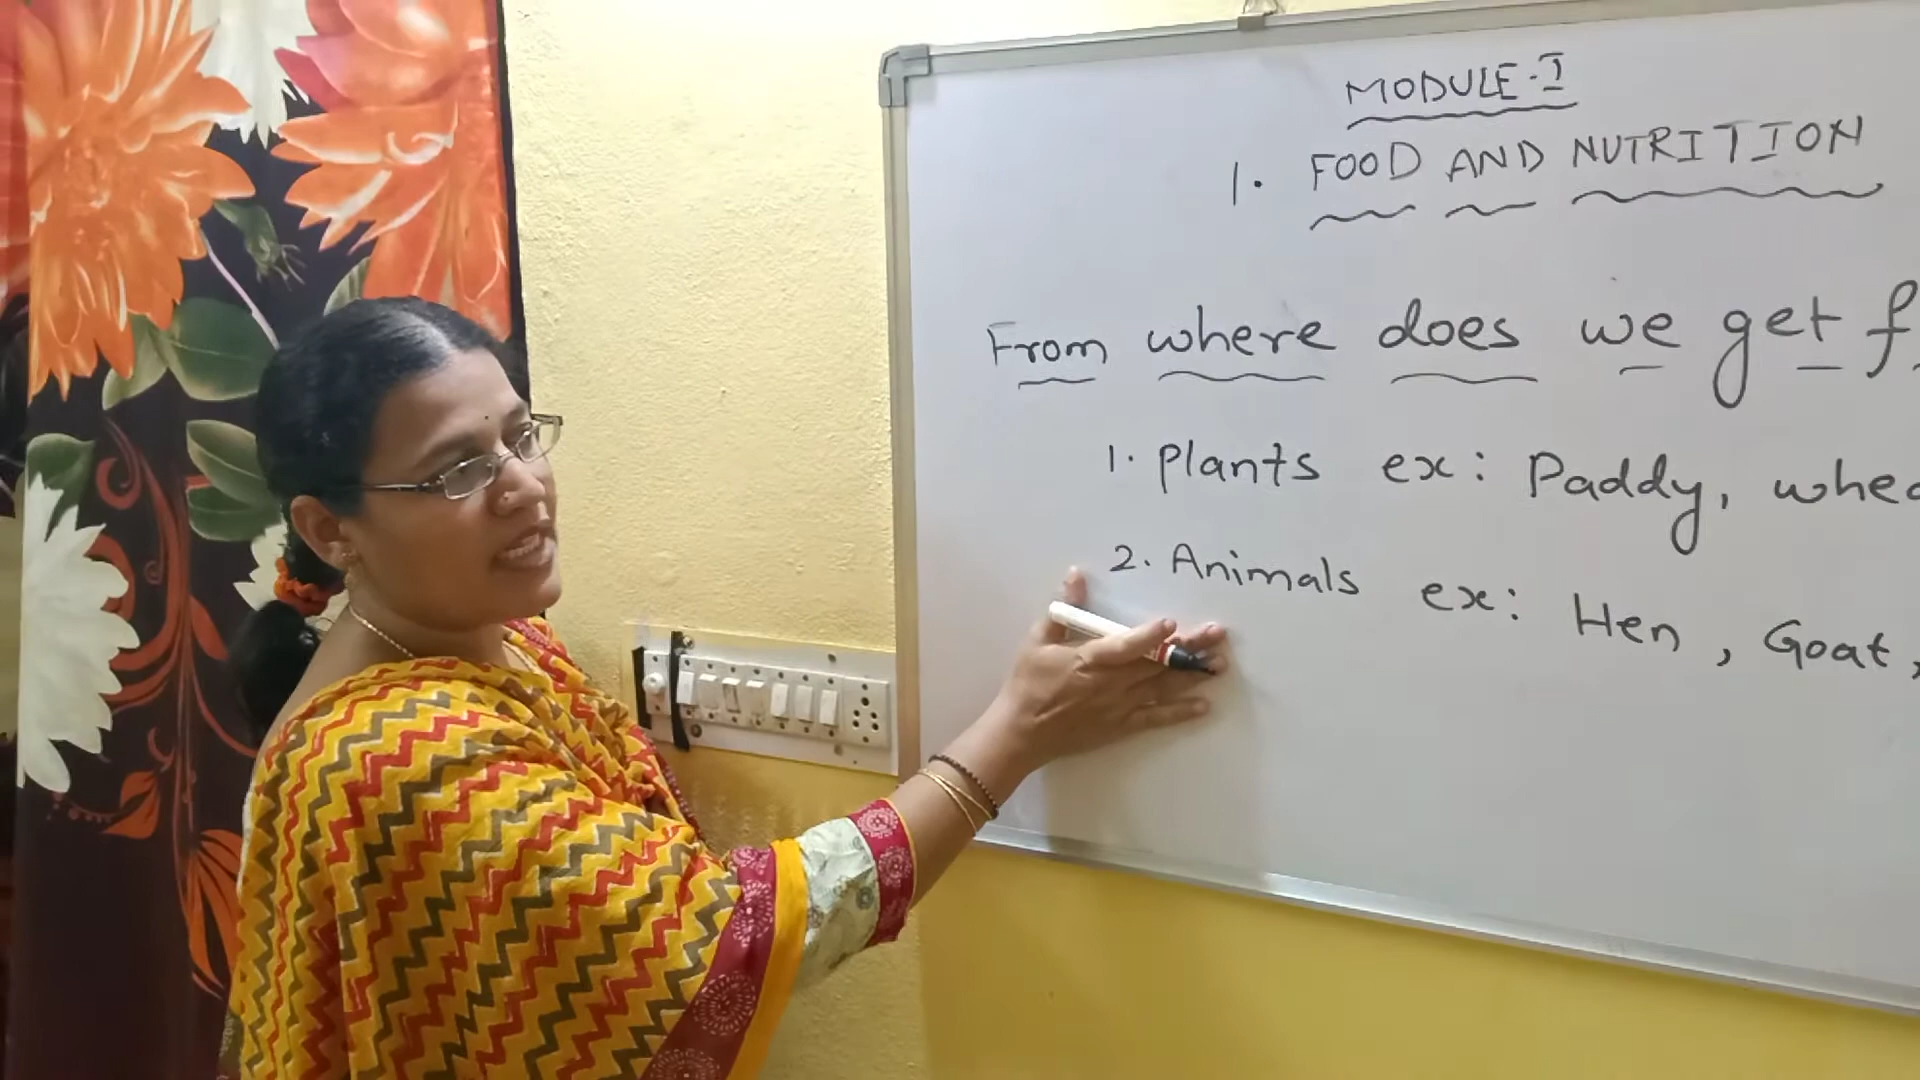 MODULE-I
1. FOOD AND NUTRITION
From where does we get
1. Plants ex: Paddy,
2. Animals ex: Hen, Goat,